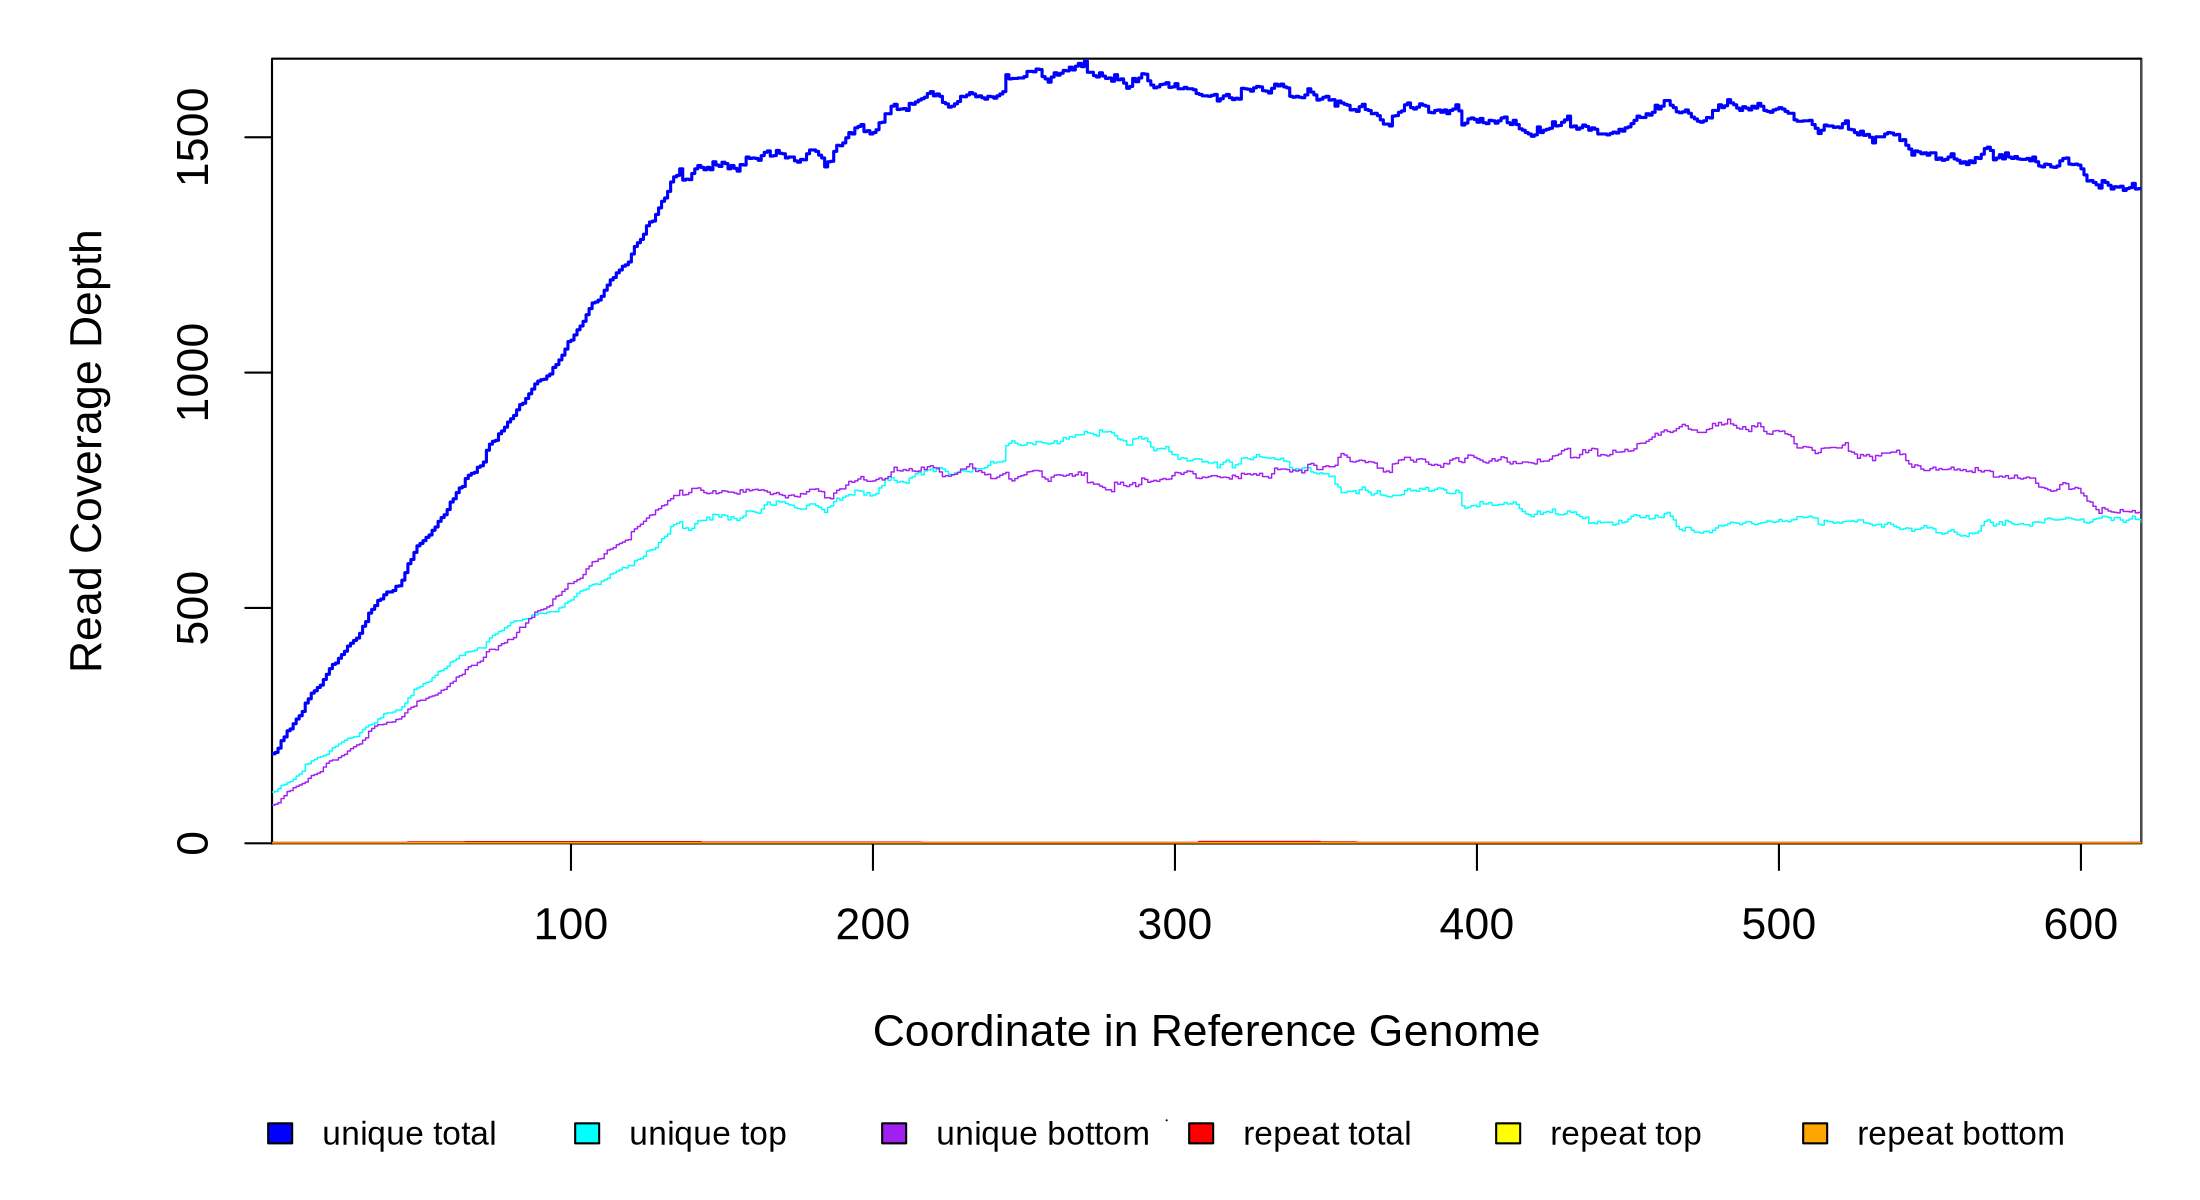 Read Coverage Depth
1500
1000
500
0
100 200 300 400 500 600
Coordinate in Reference Genome
unique total unique top unique bottom repeat total repeat top repeat bottom